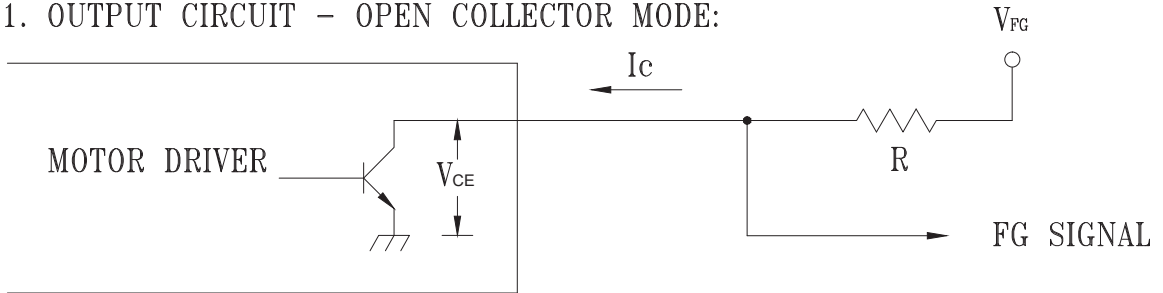 1. OUTPUT CIRCUIT – OPEN COLLECTOR MODE:
VFG
Ic
MOTOR DRIVER
VCE
R
FG SIGNAL